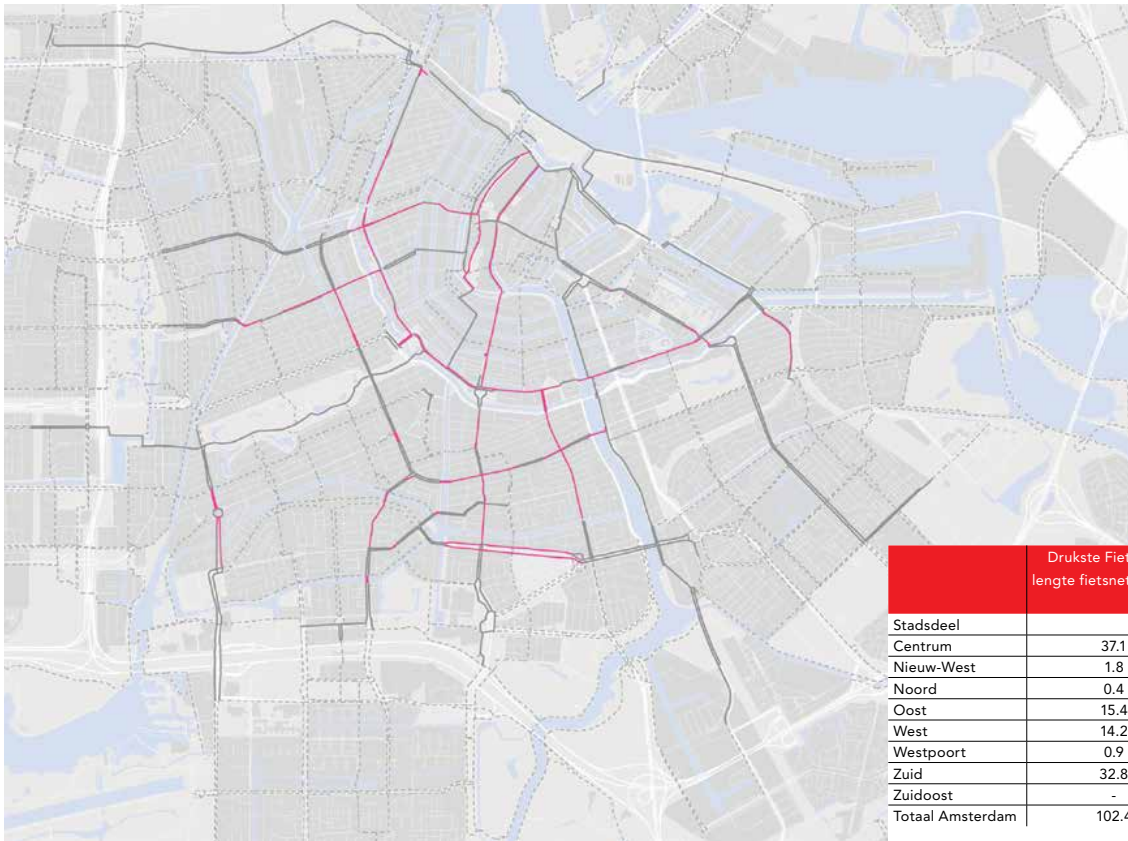 Drukste Fiet
lengte fietsnet
Stadsdeel
Centrum 37.1
Nieuw-West 1.8
Noord 0.4
Oost 15.4
West 14.2
Westpoort 0.9
Zuid 32.8
Zuidoost -
Totaal Amsterdam 102.4